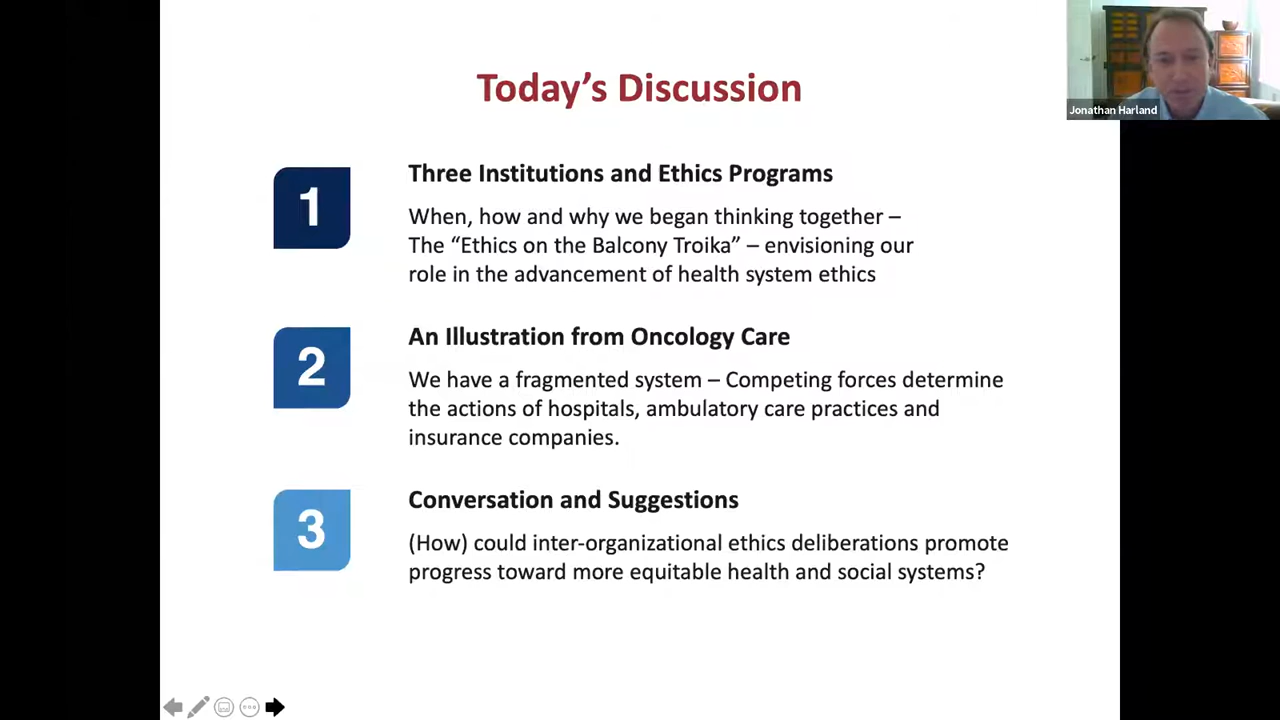 Today's Discussion
Jonathan Harland
1
Three Institutions and Ethics Programs
When, how and why we began thinking together –
The “Ethics on the Balcony Troika” – envisioning our
role in the advancement of health system ethics
2
An Illustration from Oncology Care
We have a fragmented system – Competing forces determine
the actions of hospitals, ambulatory care practices and
insurance companies.
3
Conversation and Suggestions
(How) could inter-organizational ethics deliberations promote
progress toward more equitable health and social systems?